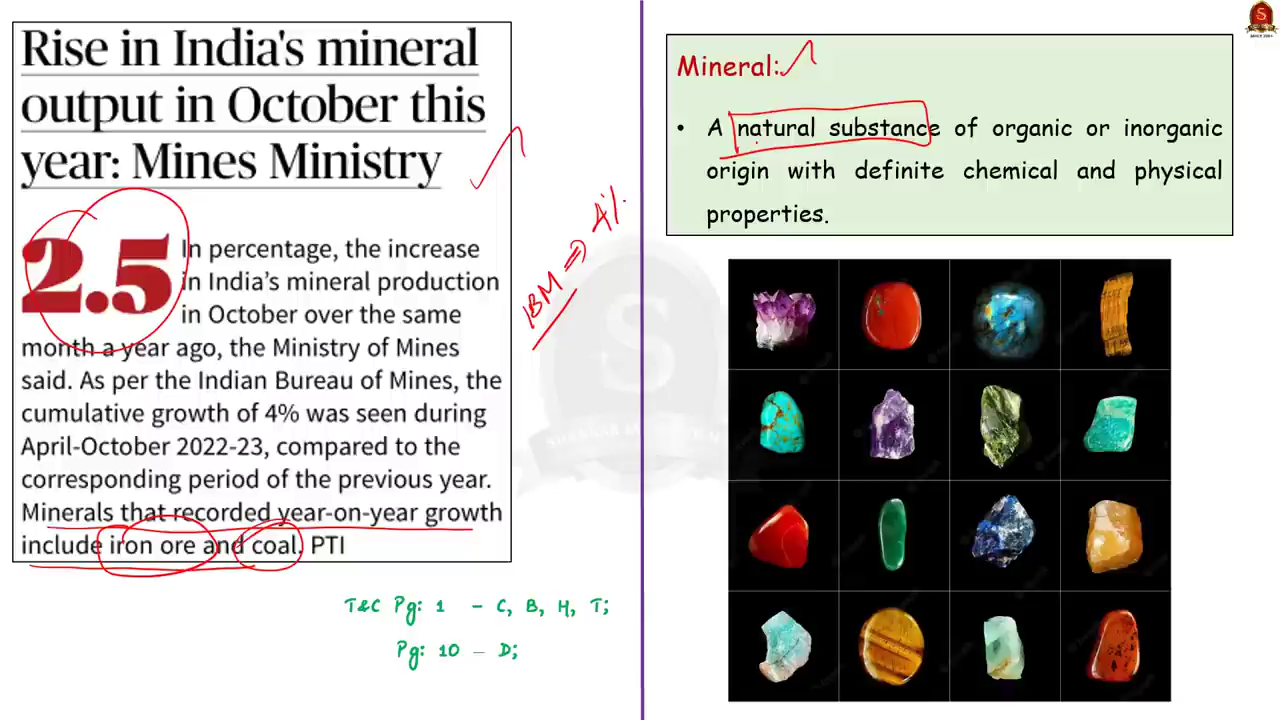 Rise in India's mineral
output in October this
year: Mines Ministry
2.5
In percentage, the increase
in India's mineral production
in October over the same
month a year ago, the Ministry of Mines
said. As per the Indian Bureau of Mines, the
cumulative growth of 4% was seen during
April-October 2022-23, compared to the
corresponding period of the previous year.
Minerals that recorded year-on-year growth
include iron ore and coal. PTI
IBM ⇒ 4%
T&C Pg: 1 - C, B, H, T;
Pg: 10 - D;
Mineral:
• A natural substance of organic or inorganic
origin with definite chemical and physical
properties.
S